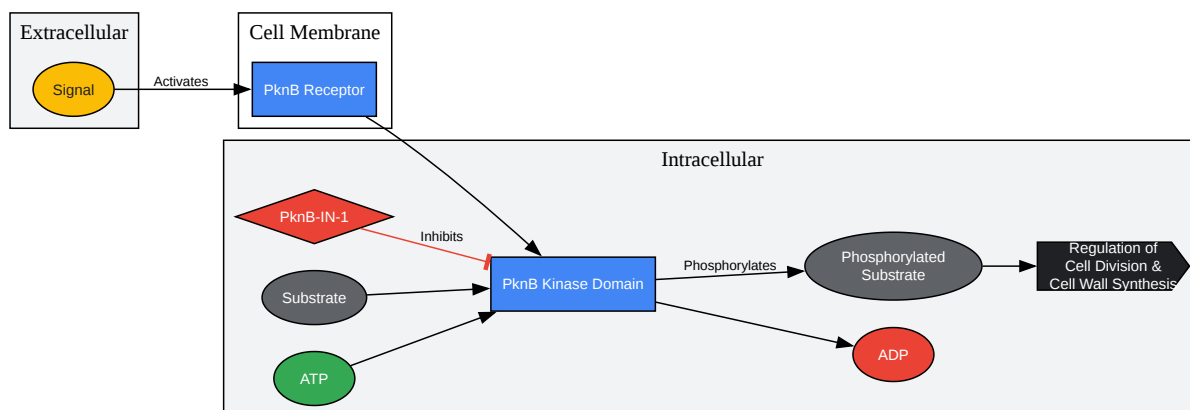 Extracellular
Cell Membrane
Signal
Activates
PknB Receptor
Intracellular
PknB-IN-1
Inhibits
Substrate
ATP
PknB Kinase Domain
Phosphorylates
Phosphorylated
Substrate
ADP
Regulation of
Cell Division &
Cell Wall Synthesis